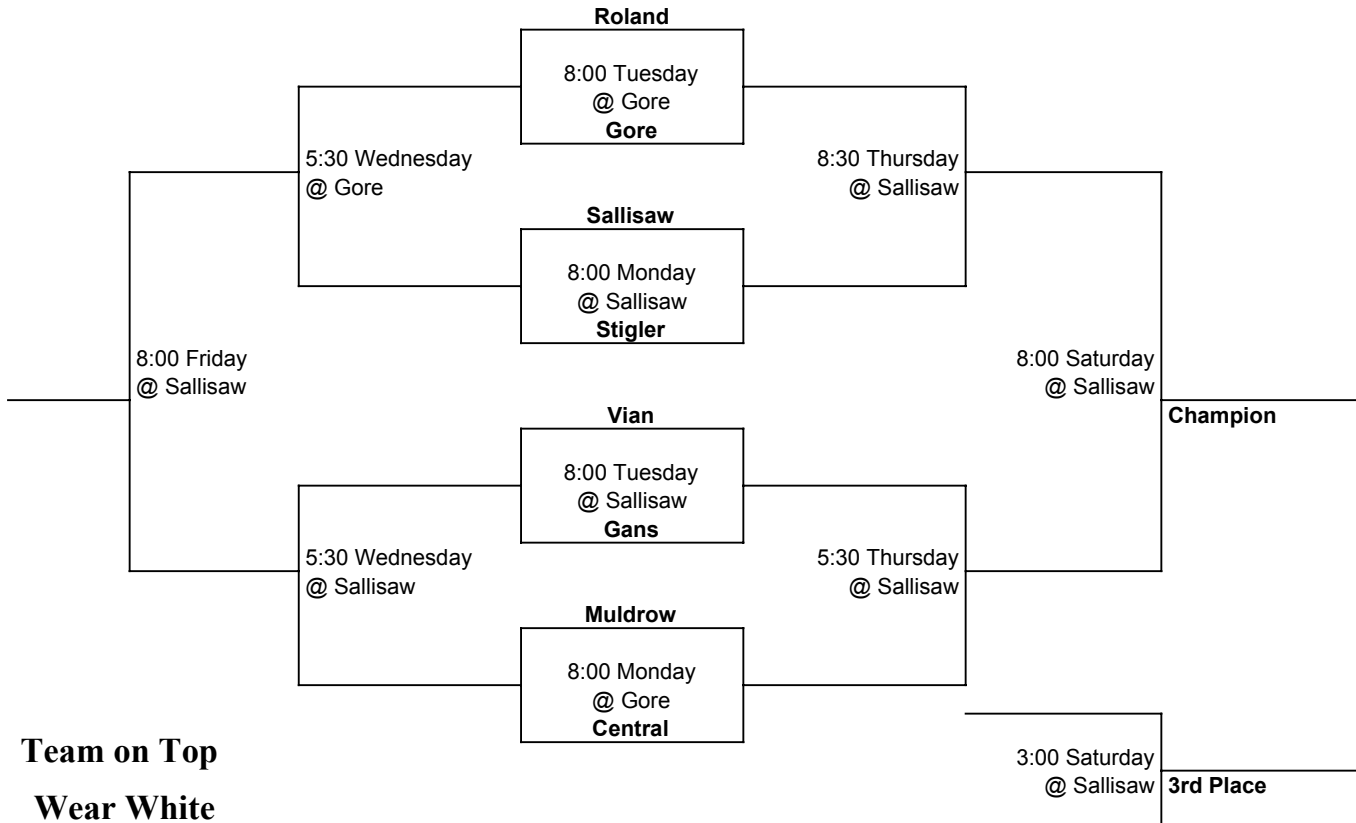 Roland
8:00 Tuesday
@ Gore
Gore
5:30 Wednesday
@ Gore
8:30 Thursday
@ Sallisaw
Sallisaw
8:00 Monday
@ Sallisaw
Stigler
8:00 Friday
@ Sallisaw
8:00 Saturday
@ Sallisaw
Champion
Vian
8:00 Tuesday
@ Sallisaw
Gans
5:30 Wednesday
@ Sallisaw
5:30 Thursday
@ Sallisaw
Muldrow
8:00 Monday
@ Gore
Central
Team on Top
Wear White
3:00 Saturday
@ Sallisaw
3rd Place